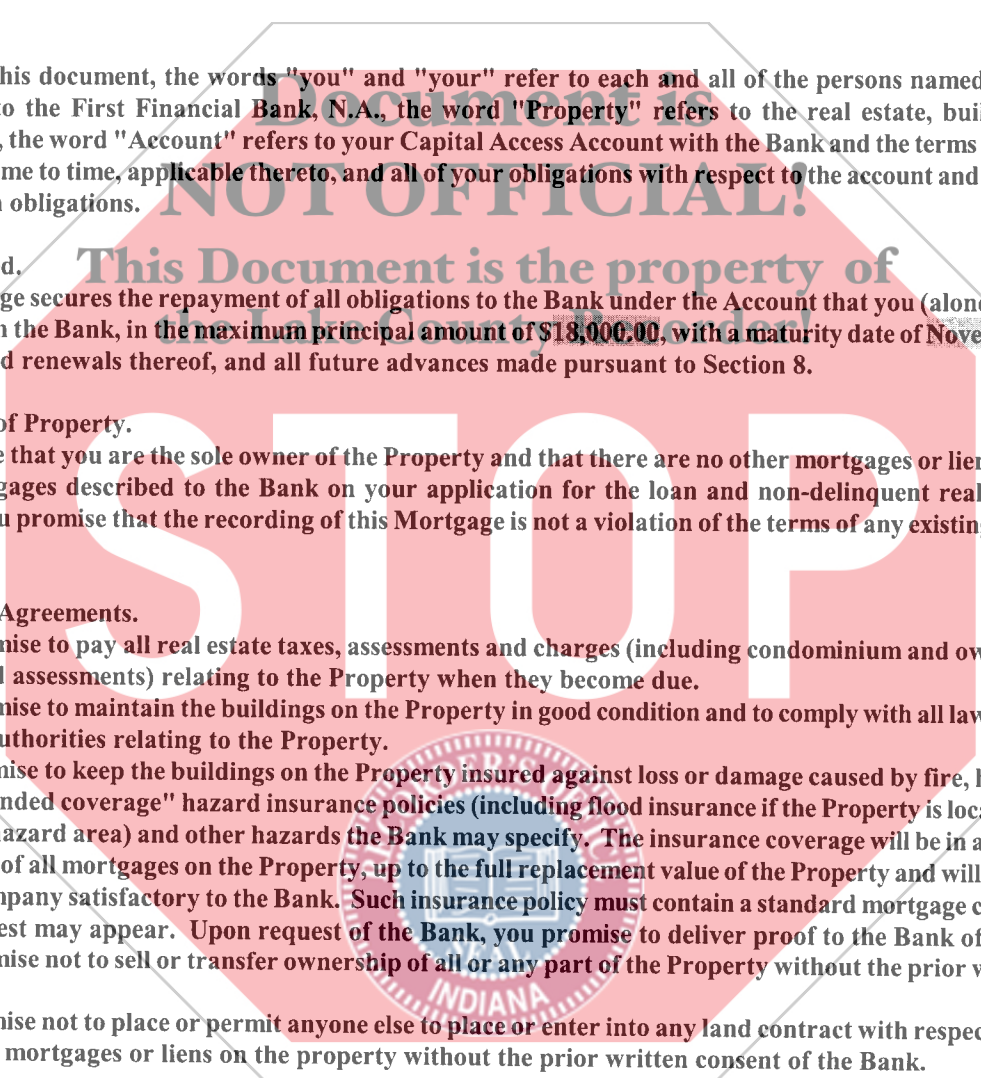 his document, the words "you" and "your" refer to each and all of the persons named
Document is
to the First Financial Bank, N.A., the word "Property" refers to the real estate, buil
, the word "Account" refers to your Capital Access Account with the Bank and the terms
me to time, applicable thereto, and all of your obligations with respect to the account and
NOT OFFICIAL!
obligations.
d.
This Document is the property of
ge secures the repayment of all obligations to the Bank under the Account that you (alone
the Bank, in the maximum principal amount of $18,000.00, with a maturity date of Nove
the Lake County Recorder!
d renewals thereof, and all future advances made pursuant to Section 8.
of Property.
e that you are the sole owner of the Property and that there are no other mortgages or lien
gages described to the Bank on your application for the loan and non-delinquent real
u promise that the recording of this Mortgage is not a violation of the terms of any existin
STOP
Agreements.
mise to pay all real estate taxes, assessments and charges (including condominium and ow
l assessments) relating to the Property when they become due.
mise to maintain the buildings on the Property in good condition and to comply with all law
uthorities relating to the Property.
mise to keep the buildings on the Property insured against loss or damage caused by fire, h
nded coverage" hazard insurance policies (including flood insurance if the Property is loca
hazard area) and other hazards the Bank may specify. The insurance coverage will be in a
of all mortgages on the Property, up to the full replacement value of the Property and will
mpany satisfactory to the Bank. Such insurance policy must contain a standard mortgage c
est may appear. Upon request of the Bank, you promise to deliver proof to the Bank of
SEAL
mise not to sell or transfer ownership of all or any part of the Property without the prior w
INDIANA
mise not to place or permit anyone else to place or enter into any land contract with respec
mortgages or liens on the property without the prior written consent of the Bank.